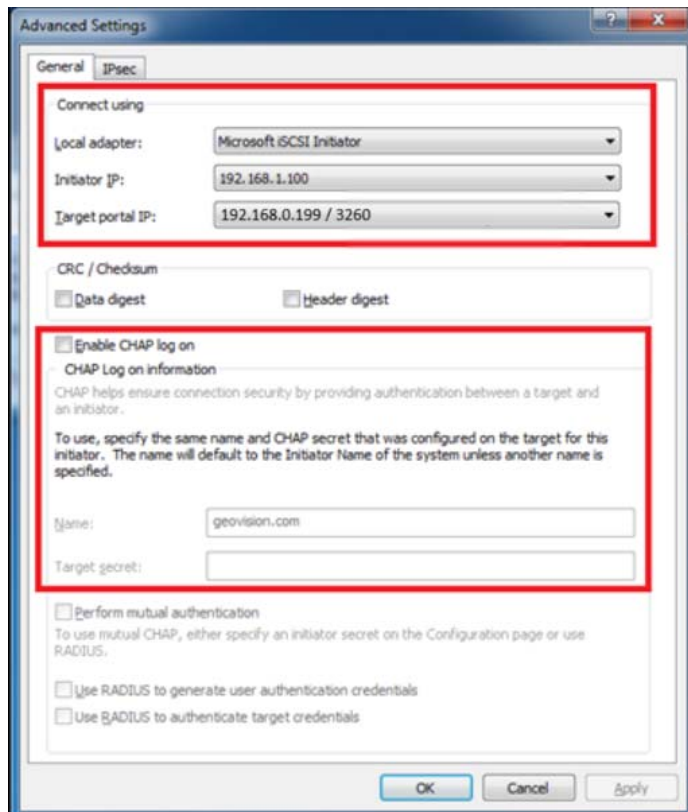 Advanced Settings
General IPsec
Connect using
Local adapter: Microsoft iSCSI Initiator
Initiator IP: 192.168.1.100
Target portal IP: 192.168.0.199 / 3260
CRC / Checksum
Data digest Header digest
Enable CHAP log on
CHAP Log on information
CHAP helps ensure connection security by providing authentication between a target and
an initiator.
To use, specify the same name and CHAP secret that was configured on the target for this
initiator. The name will default to the Initiator Name of the system unless another name is
specified.
Name: geovision.com
Target secret:
Perform mutual authentication
To use mutual CHAP, either specify an initiator secret on the Configuration page or use
RADIUS.
Use RADIUS to generate user authentication credentials
Use RADIUS to authenticate target credentials
OK Cancel Apply